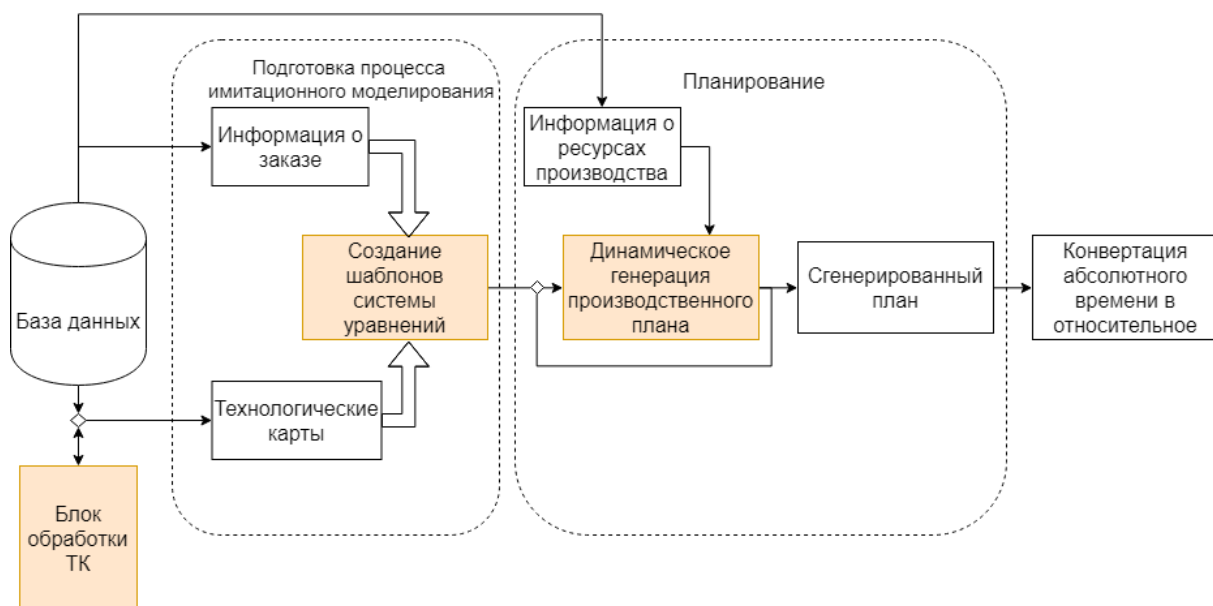 Подготовка процесса
имитационного моделирования
Планирование
Информация о
заказе
Информация о
ресурсах
производства
База данных
Создание
шаблонов
системы
уравнений
Динамическое
генерация
производственного
плана
Сгенерированный
план
Конвертация
абсолютного
времени в
относительное
Технологические
карты
Блок
обработки
ТК